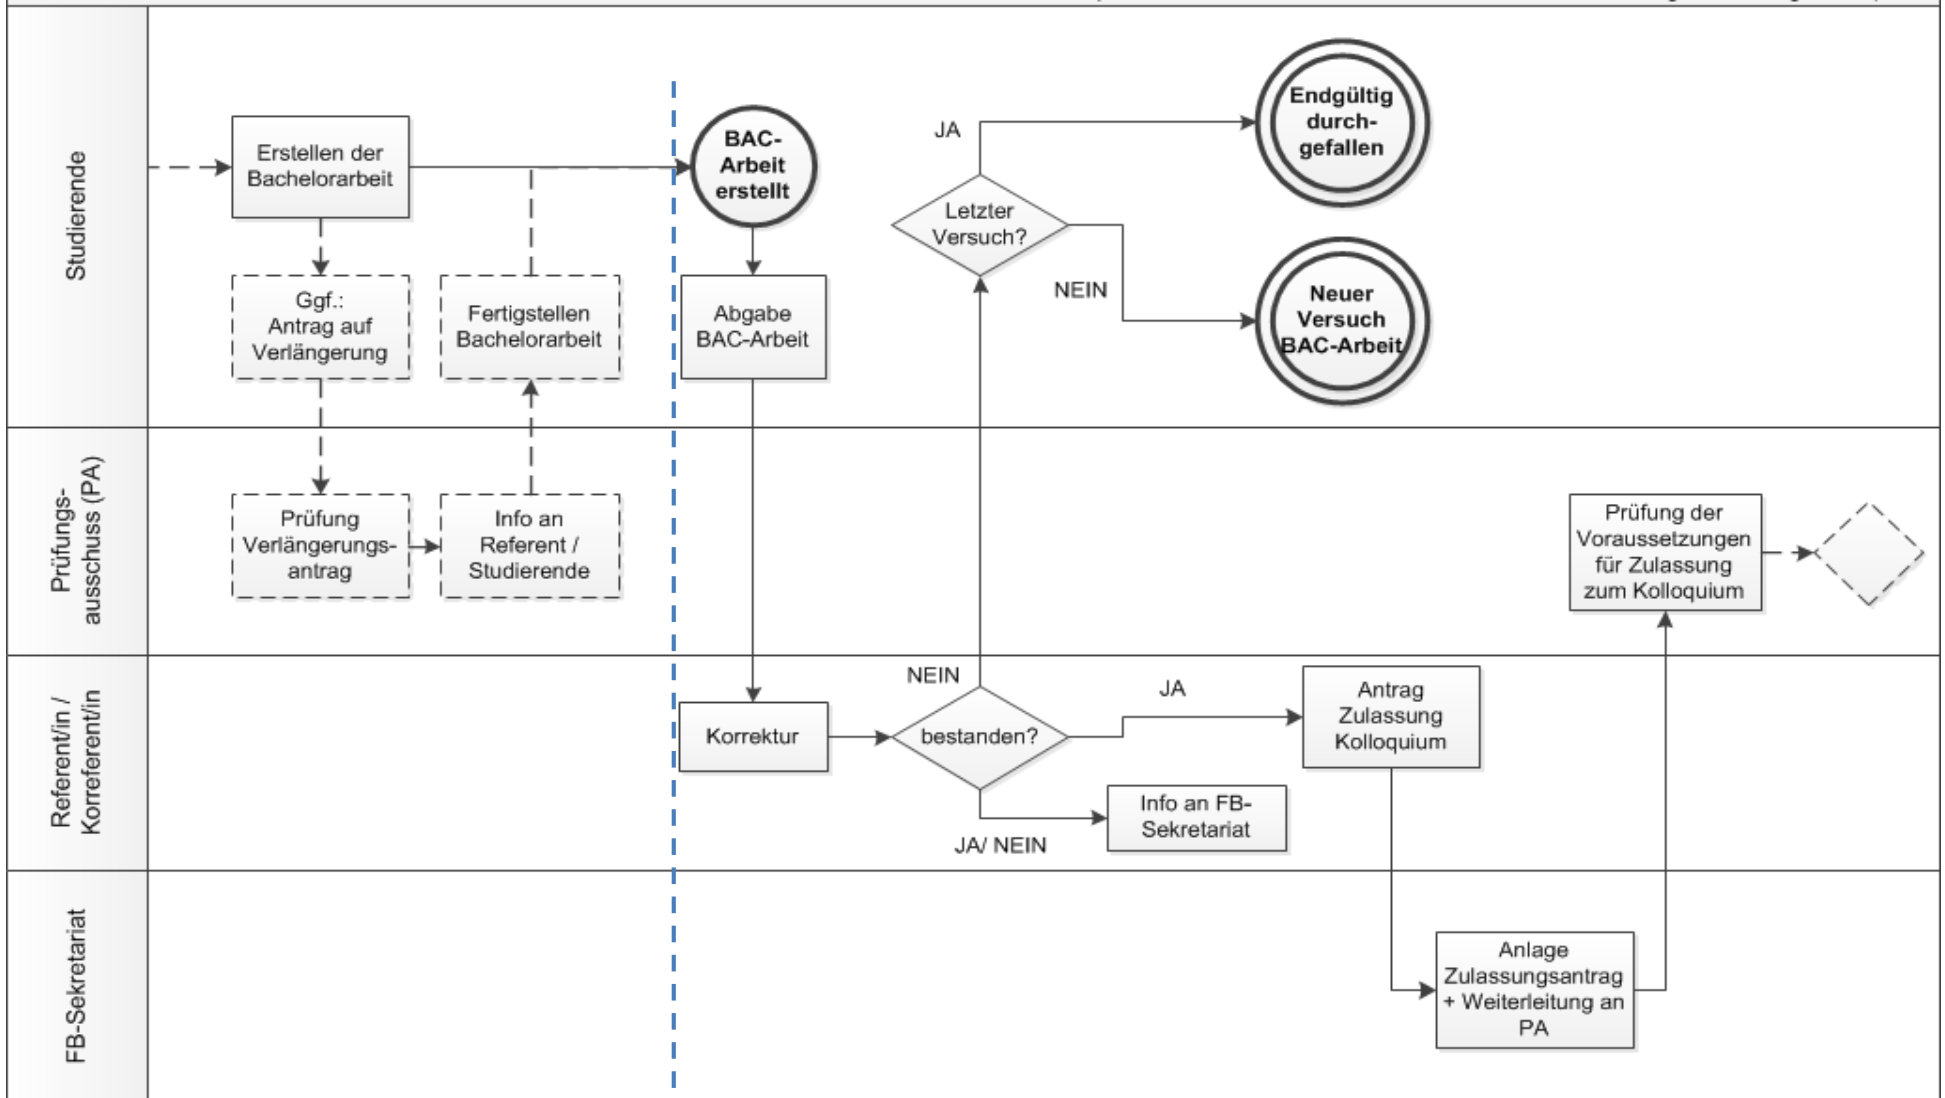 Studierende
Erstellen der
Bachelorarbeit
BAC-
Arbeit
erstellt
JA
Endgültig
durch-
gefallen
Letzter
Versuch?
NEIN
Neuer
Versuch
BAC-Arbeit
Ggf.:
Antrag auf
Verlängerung
Fertigstellen
Bachelorarbeit
Abgabe
BAC-Arbeit
Prüfungs-
ausschuss (PA)
Prüfung
Verlängerungs-
antrag
Info an
Referent /
Studierende
Prüfung der
Voraussetzungen
für Zulassung
zum Kolloquium
Referent/in /
Korreferent/in
Korrektur
NEIN
bestanden?
JA
Antrag
Zulassung
Kolloquium
JA/ NEIN
Info an FB-
Sekretariat
FB-Sekretariat
Anlage
Zulassungsantrag
+ Weiterleitung an
PA